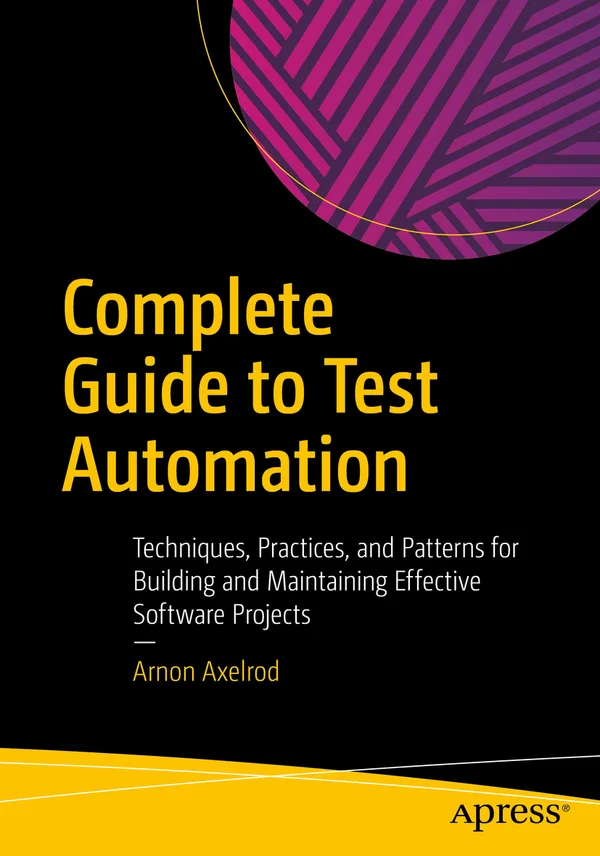 Complete
Guide to Test
Automation
Techniques, Practices, and Patterns for
Building and Maintaining Effective
Software Projects
—
Arnon Axelrod
Apress®